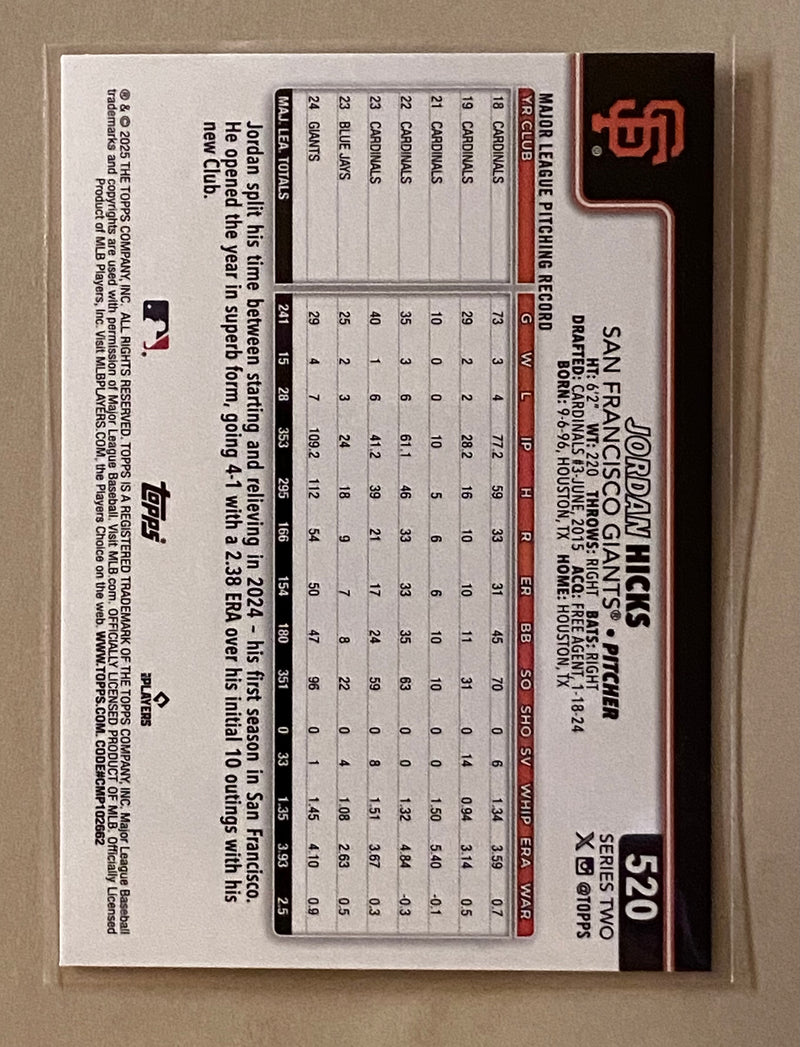 SF®
520
SERIES TWO
X @TOPPS
JORDAN HICKS
SAN FRANCISCO GIANTS® • PITCHER
HT: 6'2" WT: 220 THROWS: RIGHT BATS: RIGHT
DRAFTED: CARDINALS #3-JUNE, 2015 ACQ: FREE AGENT, 1-18-24
BORN: 9-6-96, HOUSTON, TX HOME: HOUSTON, TX
MAJOR LEAGUE PITCHING RECORD
YR CLUB G W L IP H R ER BB SO SHO SV WHIP ERA WAR
18 CARDINALS 73 3 4 77.2 59 33 31 45 70 0 6 1.34 3.59 0.7
19 CARDINALS 29 2 2 28.2 16 10 10 11 31 0 14 0.94 3.14 0.5
21 CARDINALS 10 0 0 10 5 6 6 10 10 0 0 1.50 5.40 -0.1
22 CARDINALS 35 3 6 61.1 46 33 33 35 63 0 0 1.32 4.84 -0.3
23 CARDINALS 40 1 6 41.2 39 21 17 24 59 0 8 1.51 3.67 0.3
23 BLUE JAYS 25 2 3 24 18 9 7 8 22 0 4 1.08 2.63 0.5
24 GIANTS 29 4 7 109.2 112 54 50 47 96 0 1 1.45 4.10 0.9
MAJ. LEA. TOTALS 241 15 28 353 295 166 154 180 351 0 33 1.35 3.93 2.5
Jordan split his time between starting and relieving in 2024 – his first season in San Francisco.
He opened the year in superb form, going 4-1 with a 2.38 ERA over his initial 10 outings with his
new Club.
topps®
PLAYERS
® & © 2025 THE TOPPS COMPANY, INC. ALL RIGHTS RESERVED. TOPPS IS A REGISTERED TRADEMARK OF THE TOPPS COMPANY, INC. Major League Baseball
trademarks and copyrights are used with permission of Major League Baseball. Visit MLB.com. OFFICIALLY LICENSED PRODUCT OF MLB. Officially Licensed
Product of MLB Players, Inc. Visit MLBPLAYERS.COM, the Players Choice on the web. WWW.TOPPS.COM. CODE#CMP102662